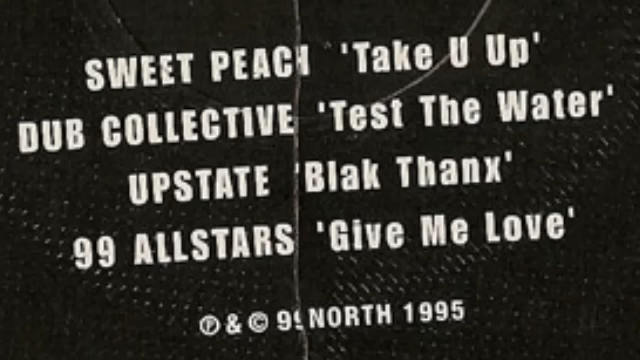 SWEET PEACH 'Take U Up'
DUB COLLECTIVE 'Test The Water'
UPSTATE 'Blak Thanx'
99 ALLSTARS 'Give Me Love'
℗ & © 99 NORTH 1995